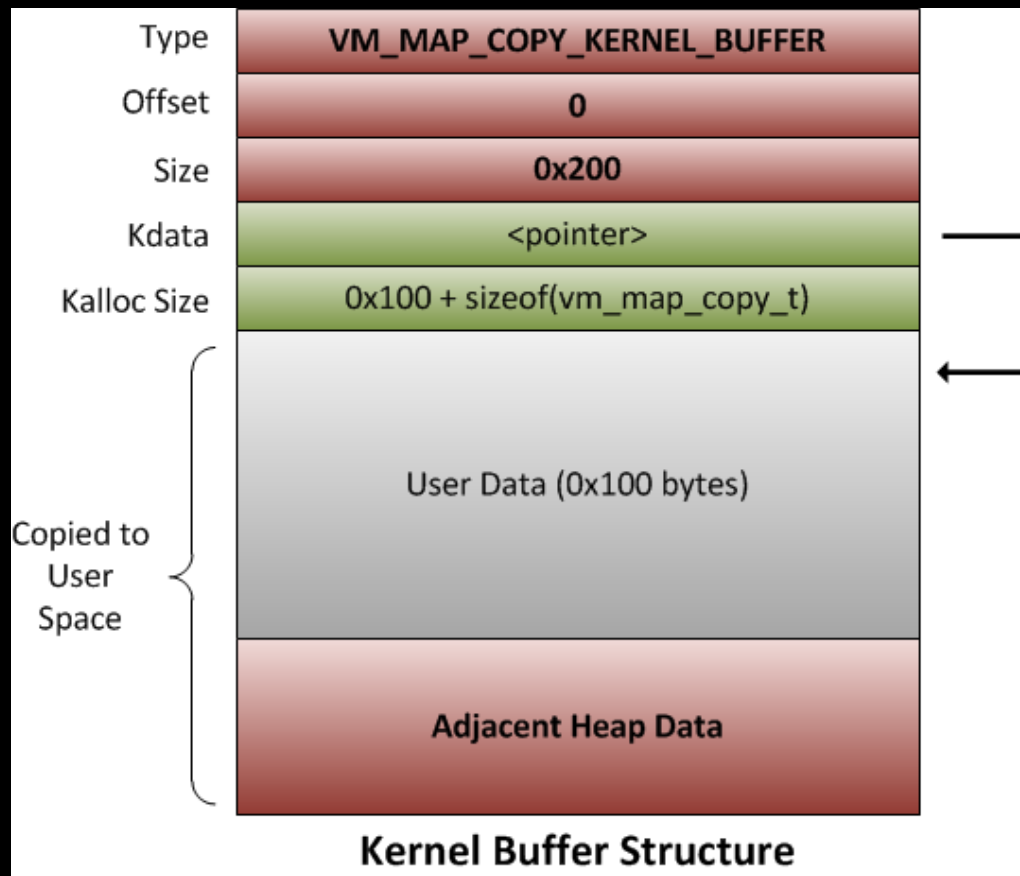 Type VM_MAP_COPY_KERNEL_BUFFER
Offset 0
Size 0x200
Kdata <pointer>
Kalloc Size 0x100 + sizeof(vm_map_copy_t)
User Data (0x100 bytes)
Copied to
User
Space
Adjacent Heap Data
Kernel Buffer Structure